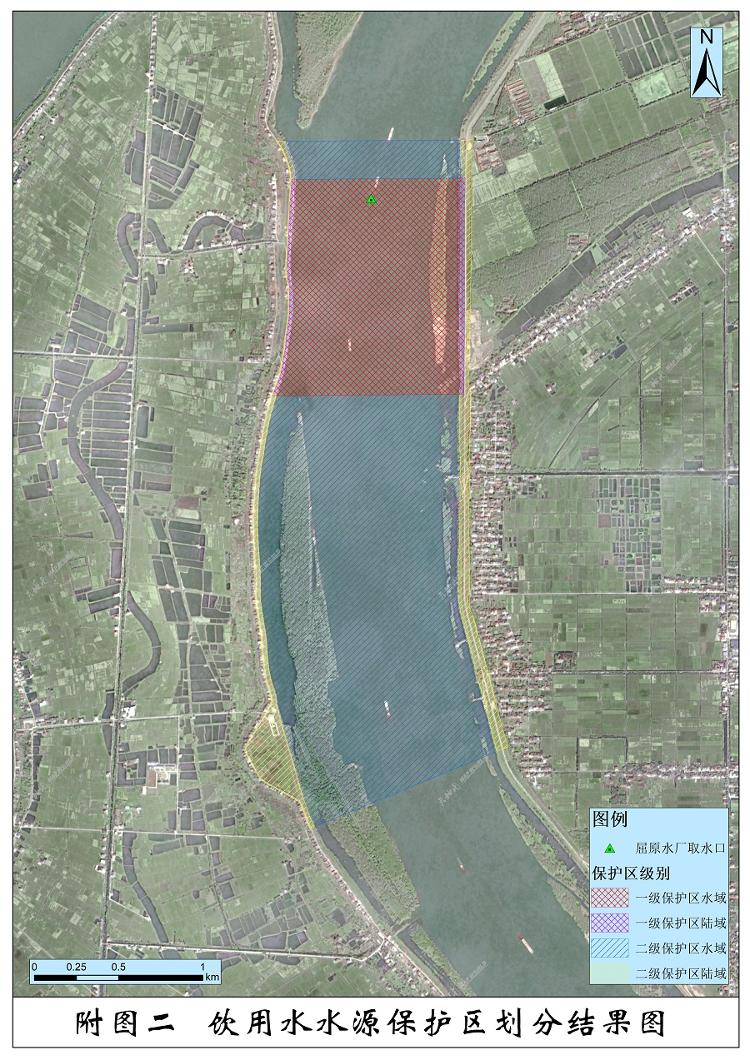 N
图例
屈原水厂取水口
保护区级别
一级保护区水域
一级保护区陆域
二级保护区水域
二级保护区陆域
0 0.25 0.5 1
km
附图二 饮用水水源保护区划分结果图